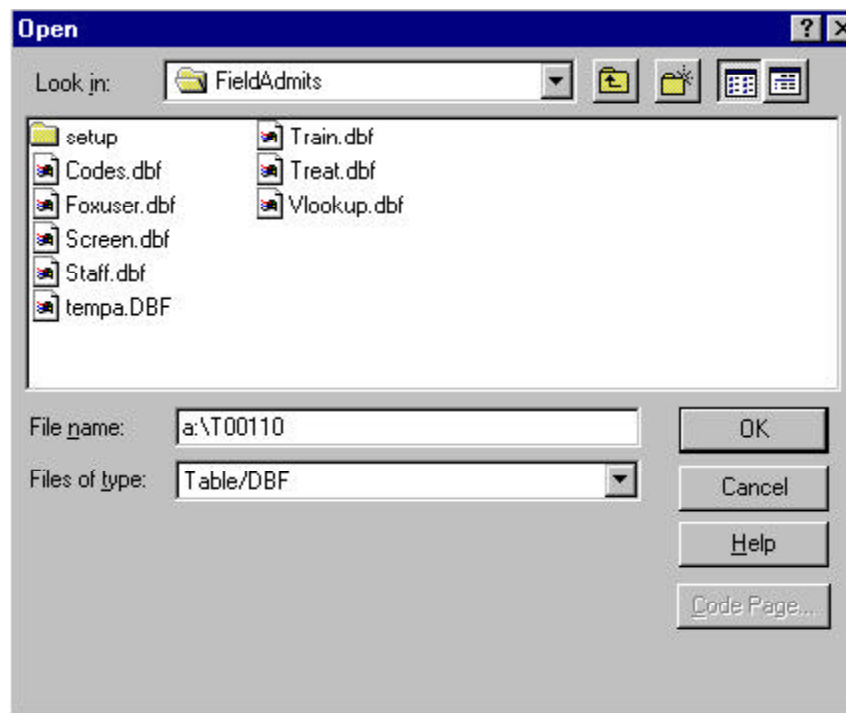 Open
Look in: FieldAdmits
setup
Codes.dbf
Foxuser.dbf
Screen.dbf
Staff.dbf
tempa.DBF
Train.dbf
Treat.dbf
Vlookup.dbf
File name: a:\T00110
OK
Files of type: Table/DBF
Cancel
Help
Code Page...